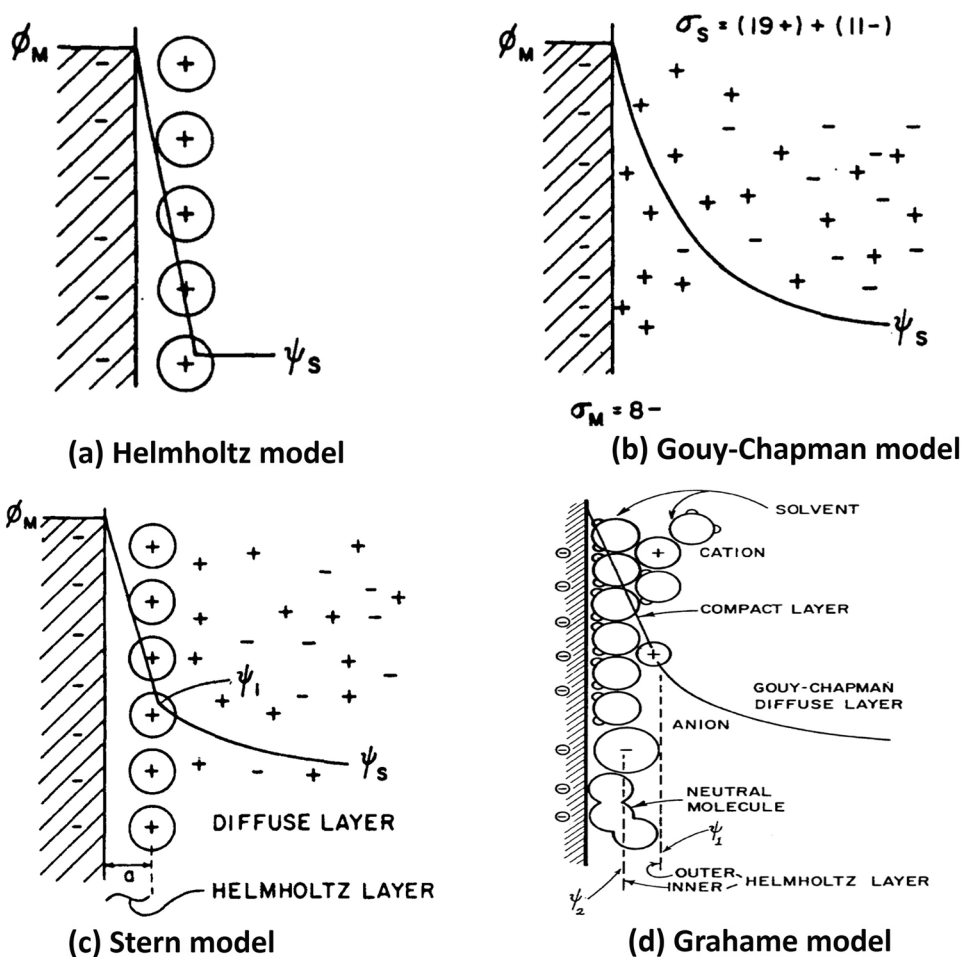 ϕM
ψS
(a) Helmholtz model
ϕM
σS = (19+) + (11−)
ψS
σM = 8−
(b) Gouy-Chapman model
ϕM
ψ1
ψS
DIFFUSE LAYER
a
HELMHOLTZ LAYER
(c) Stern model
SOLVENT
CATION
COMPACT LAYER
GOUY-CHAPMAN
DIFFUSE LAYER
ANION
NEUTRAL
MOLECULE
ψ1
OUTER
INNER
HELMHOLTZ LAYER
ψ2
(d) Grahame model